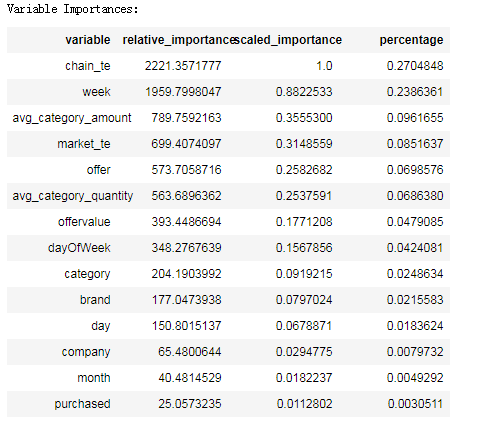 Variable Importances:
variable relative_importance scaled_importance percentage
chain_te 2221.3571777 1.0 0.2704848
week 1959.7998047 0.8822533 0.2386361
avg_category_amount 789.7592163 0.3555300 0.0961655
market_te 699.4074097 0.3148559 0.0851637
offer 573.7058716 0.2582682 0.0698576
avg_category_quantity 563.6896362 0.2537591 0.0686380
offervalue 393.4486694 0.1771208 0.0479085
dayOfWeek 348.2767639 0.1567856 0.0424081
category 204.1903992 0.0919215 0.0248634
brand 177.0473938 0.0797024 0.0215583
day 150.8015137 0.0678871 0.0183624
company 65.4800644 0.0294775 0.0079732
month 40.4814529 0.0182237 0.0049292
purchased 25.0573235 0.0112802 0.0030511